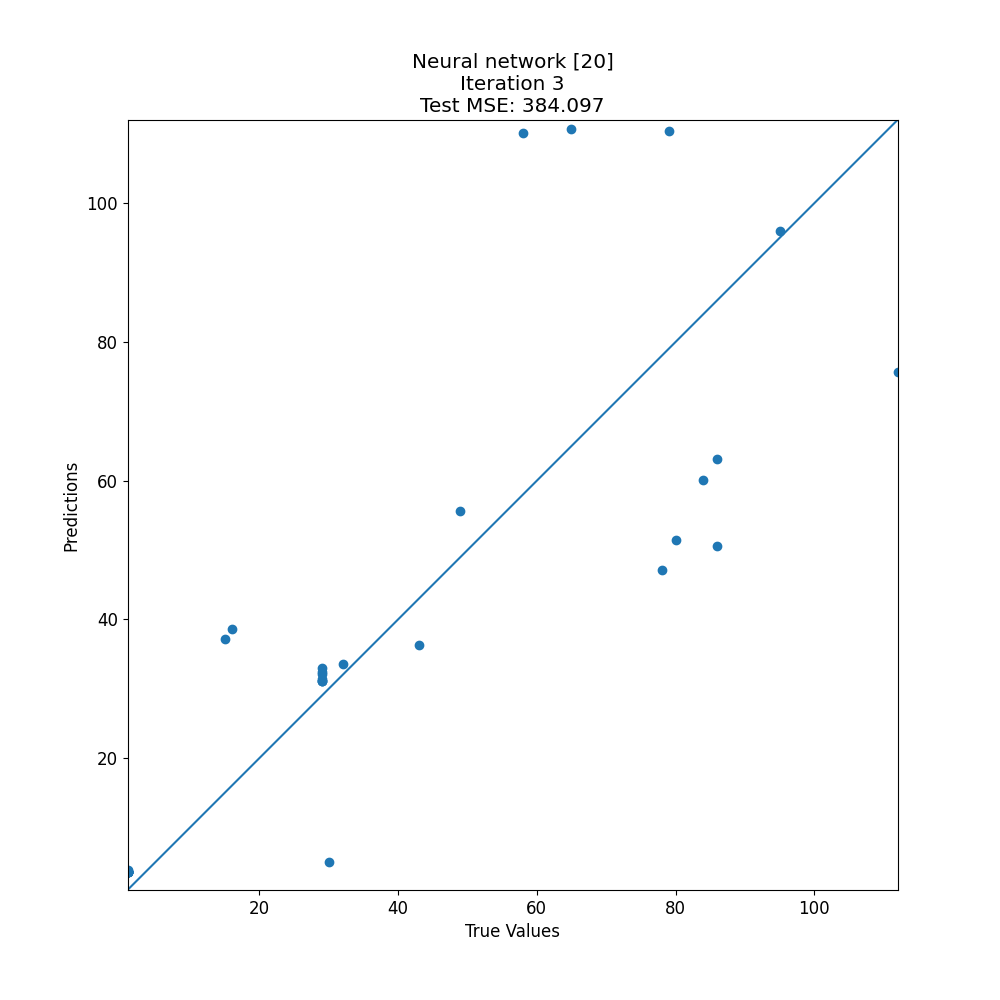 Neural network [20]
Iteration 3
Test MSE: 384.097
100
80
60
40
20
Predictions
20 40 60 80 100
True Values